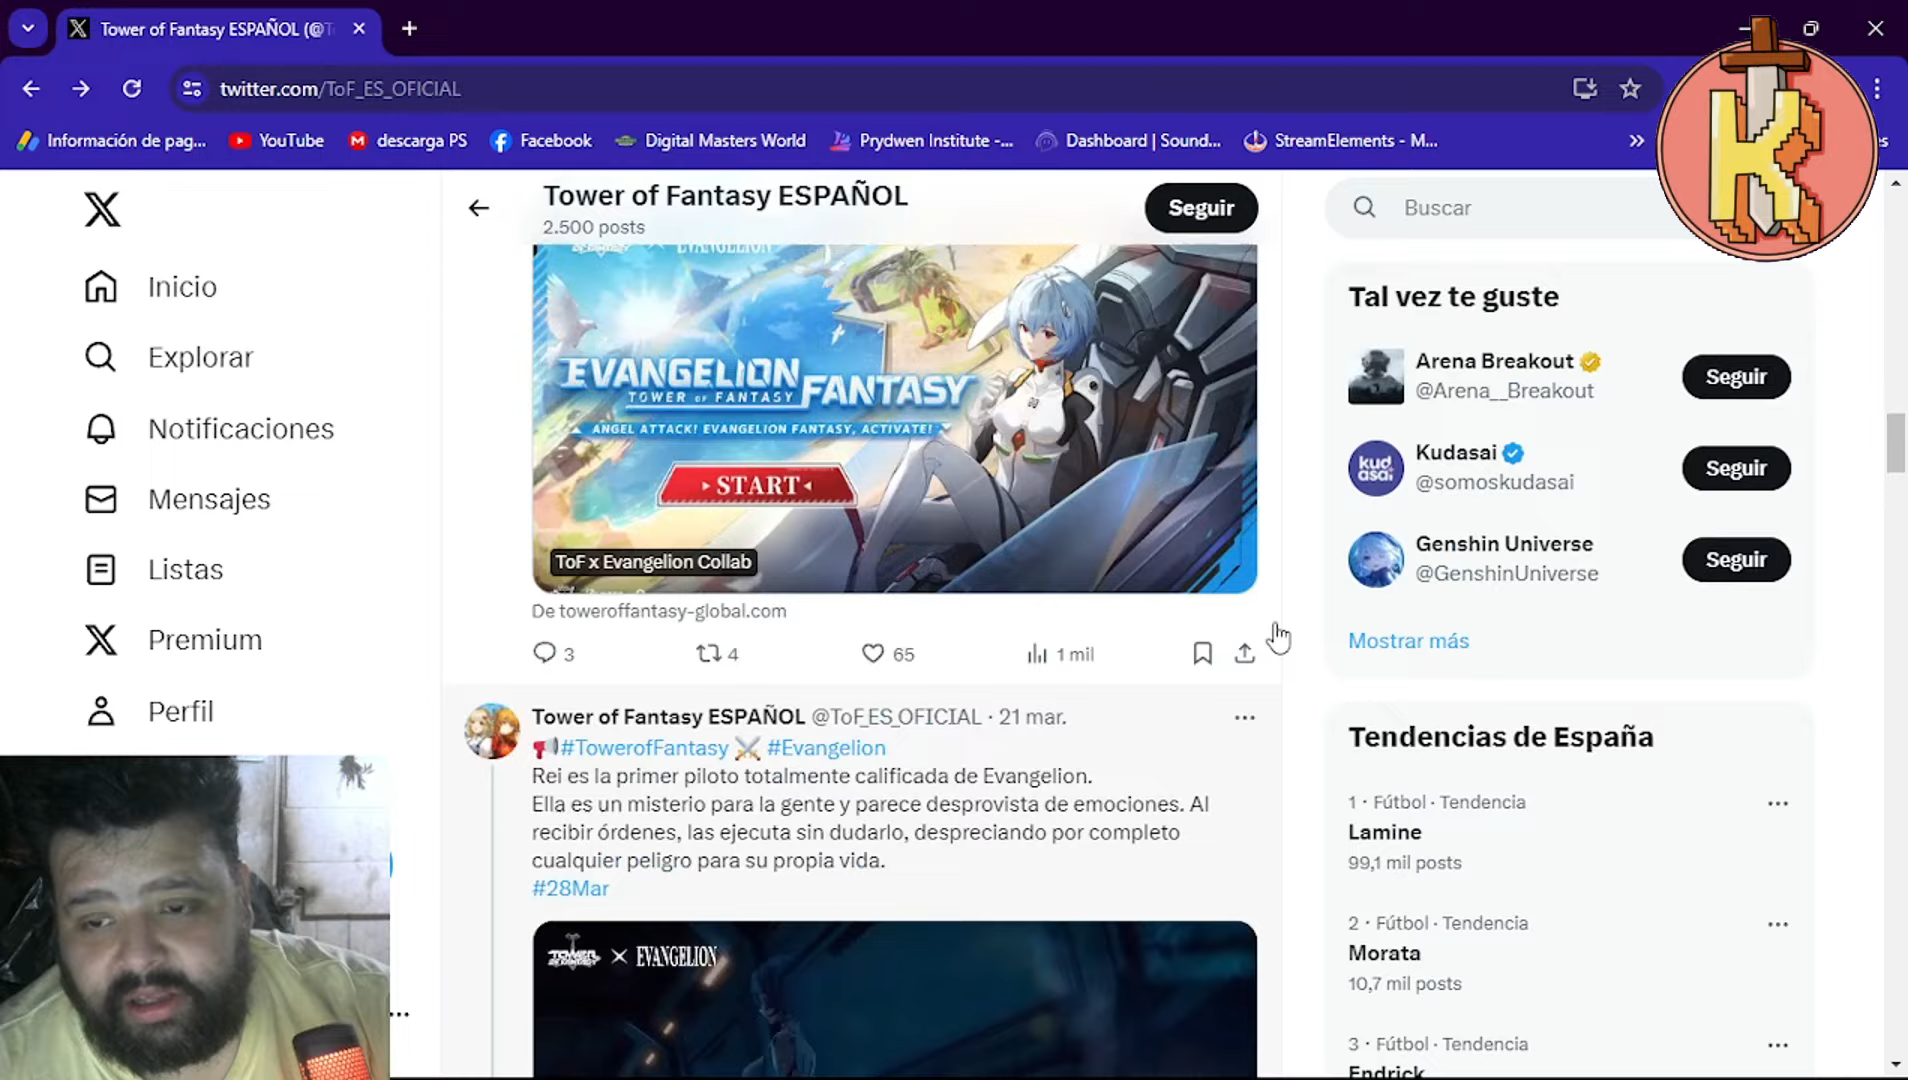 Tower of Fantasy ESPAÑOL (@T
twitter.com/ToF_ES_OFICIAL
Información de pag...
YouTube
descarga PS
Facebook
Digital Masters World
Prydwen Institute -...
Dashboard | Sound...
StreamElements - M...
K
X
Inicio
Explorar
Notificaciones
Mensajes
Listas
Premium
Perfil
Tower of Fantasy ESPAÑOL
2.500 posts
Seguir
EVANGELION
EVANGELION FANTASY
TOWER OF FANTASY
ANGEL ATTACK! EVANGELION FANTASY, ACTIVATE!
START
ToF x Evangelion Collab
De toweroffantasy-global.com
3
4
65
1 mil
Tower of Fantasy ESPAÑOL @ToF_ES_OFICIAL · 21 mar.
#TowerofFantasy #Evangelion
Rei es la primer piloto totalmente calificada de Evangelion.
Ella es un misterio para la gente y parece desprovista de emociones. Al
recibir órdenes, las ejecuta sin dudarlo, despreciando por completo
cualquier peligro para su propia vida.
#28Mar
TOWER OF FANTASY × EVANGELION
Buscar
Tal vez te guste
Arena Breakout
@Arena__Breakout
Seguir
kudasai
Kudasai
@somoskudasai
Seguir
Genshin Universe
@GenshinUniverse
Seguir
Mostrar más
Tendencias de España
1 · Fútbol · Tendencia
Lamine
99,1 mil posts
2 · Fútbol · Tendencia
Morata
10,7 mil posts
3 · Fútbol · Tendencia
Endrick